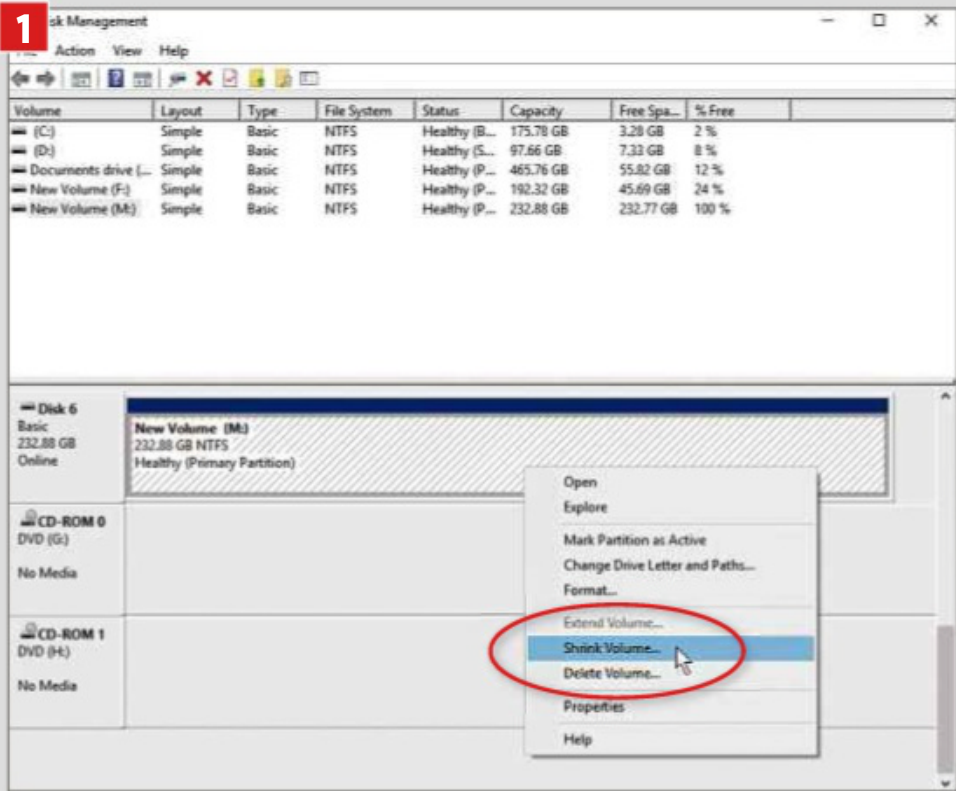 1
sk Management
Action View Help
Volume Layout Type File System Status Capacity Free Spa... % Free
(C:) Simple Basic NTFS Healthy (B... 175.78 GB 3.28 GB 2 %
(D:) Simple Basic NTFS Healthy (S... 97.66 GB 7.33 GB 8 %
Documents drive (... Simple Basic NTFS Healthy (P... 465.76 GB 55.82 GB 12 %
New Volume (F:) Simple Basic NTFS Healthy (P... 192.32 GB 45.69 GB 24 %
New Volume (M:) Simple Basic NTFS Healthy (P... 232.88 GB 232.77 GB 100 %
Disk 6
Basic
232.88 GB
Online
New Volume (M:)
232.88 GB NTFS
Healthy (Primary Partition)
CD-ROM 0
DVD (G:)
No Media
CD-ROM 1
DVD (H:)
No Media
Open
Explore
Mark Partition as Active
Change Drive Letter and Paths...
Format...
Extend Volume...
Shrink Volume...
Delete Volume...
Properties
Help